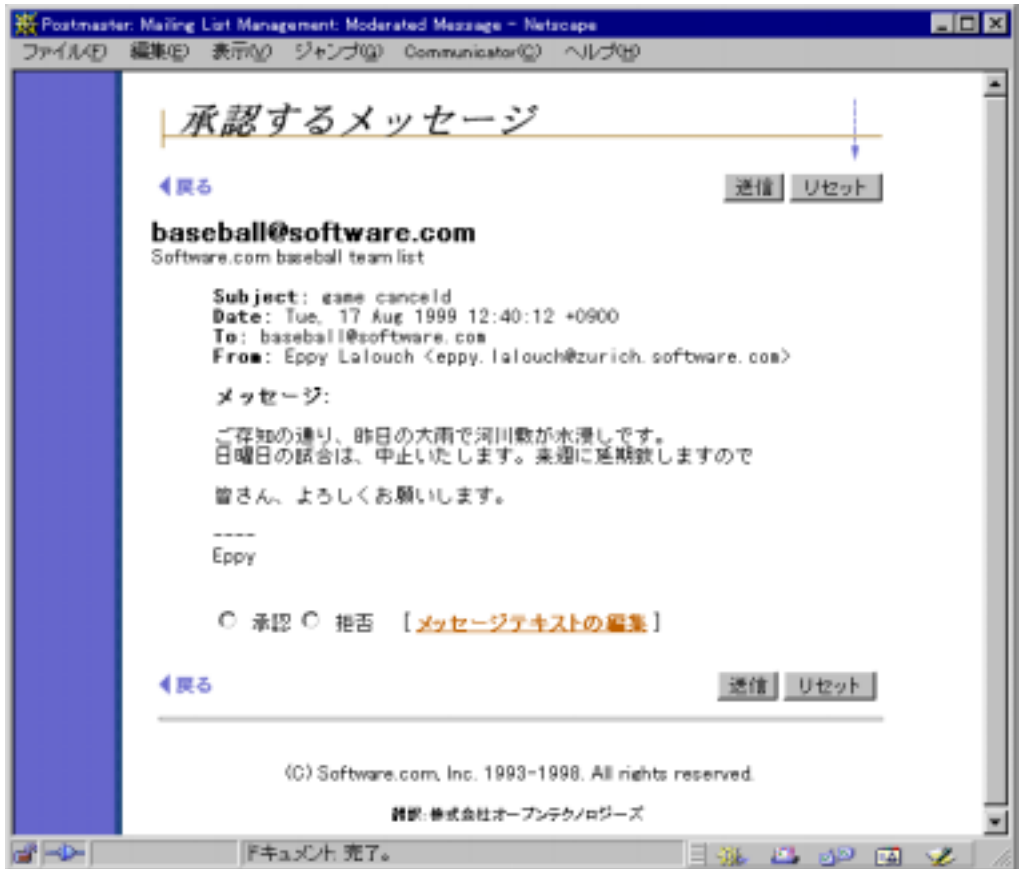 Postmaster: Mailing List Management: Moderated Message - Netscape
ファイル(F) 編集(E) 表示(V) ジャンプ(G) Communicator(C) ヘルプ(H)
承認するメッセージ
戻る 送信 リセット
baseball@software.com
Software.com baseball team list
Subject: game canceld
Date: Tue, 17 Aug 1999 12:40:12 +0900
To: baseball@software.com
From: Eppy Lalouch <eppy.lalouch@zurich.software.com>
メッセージ:
ご存知の通り、昨日の大雨で河川敷が水浸しです。
日曜日の試合は、中止いたします。来週に延期致しますので
皆さん、よろしくお願いします。
----
Eppy
承認 拒否 [メッセージテキストの編集]
戻る 送信 リセット
(C) Software.com, Inc. 1993-1998. All rights reserved.
翻訳: 株式会社オープンテクノロジーズ
ドキュメント: 完了。